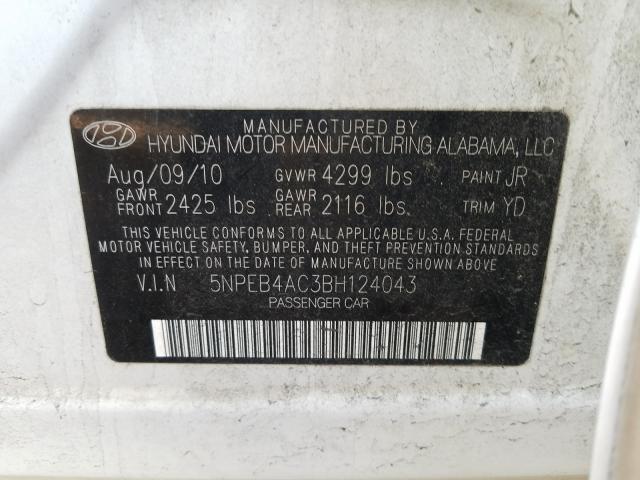 MANUFACTURED BY
HYUNDAI MOTOR MANUFACTURING ALABAMA, LLC
Aug/09/10 GVWR 4299 lbs PAINT JR
GAWR FRONT 2425 lbs GAWR REAR 2116 lbs. TRIM YD
THIS VEHICLE CONFORMS TO ALL APPLICABLE U.S.A. FEDERAL
MOTOR VEHICLE SAFETY, BUMPER, AND THEFT PREVENTION STANDARDS
IN EFFECT ON THE DATE OF MANUFACTURE SHOWN ABOVE.
V.I.N 5NPEB4AC3BH124043
PASSENGER CAR